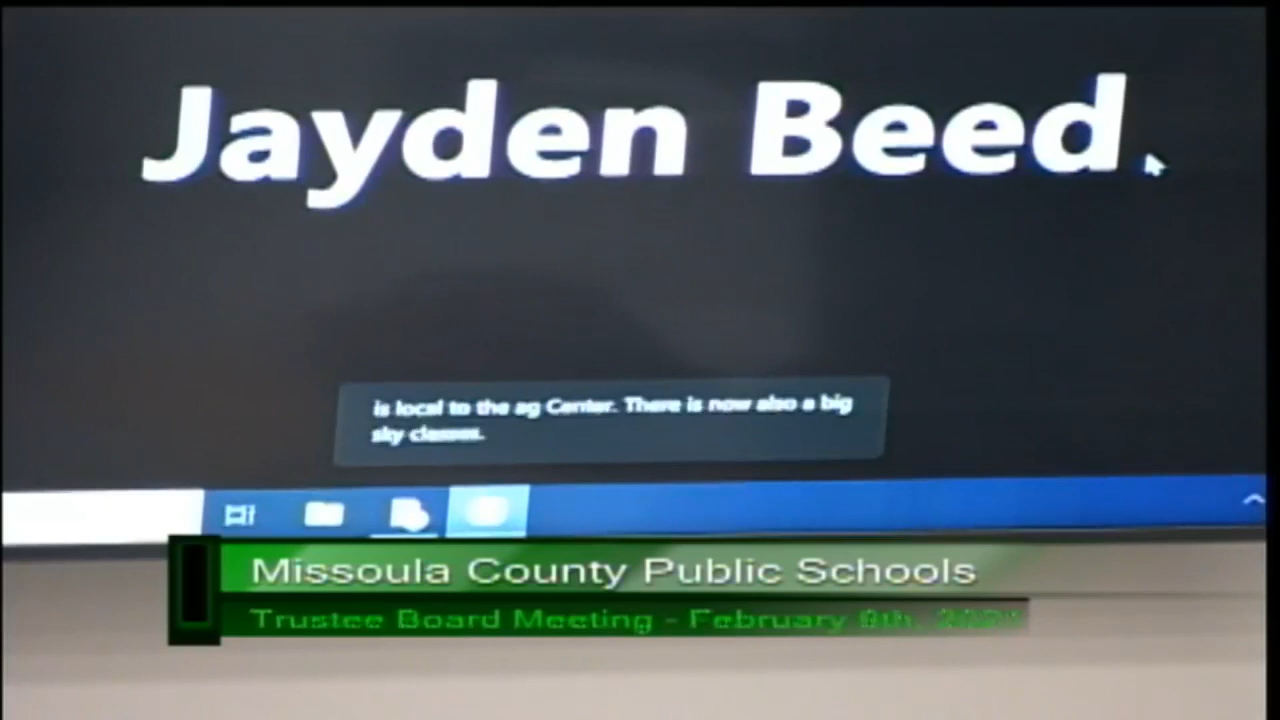 Jayden Beed.
is local to the ag Center. There is now also a big
sky classes.
Missoula County Public Schools
Trustee Board Meeting - February